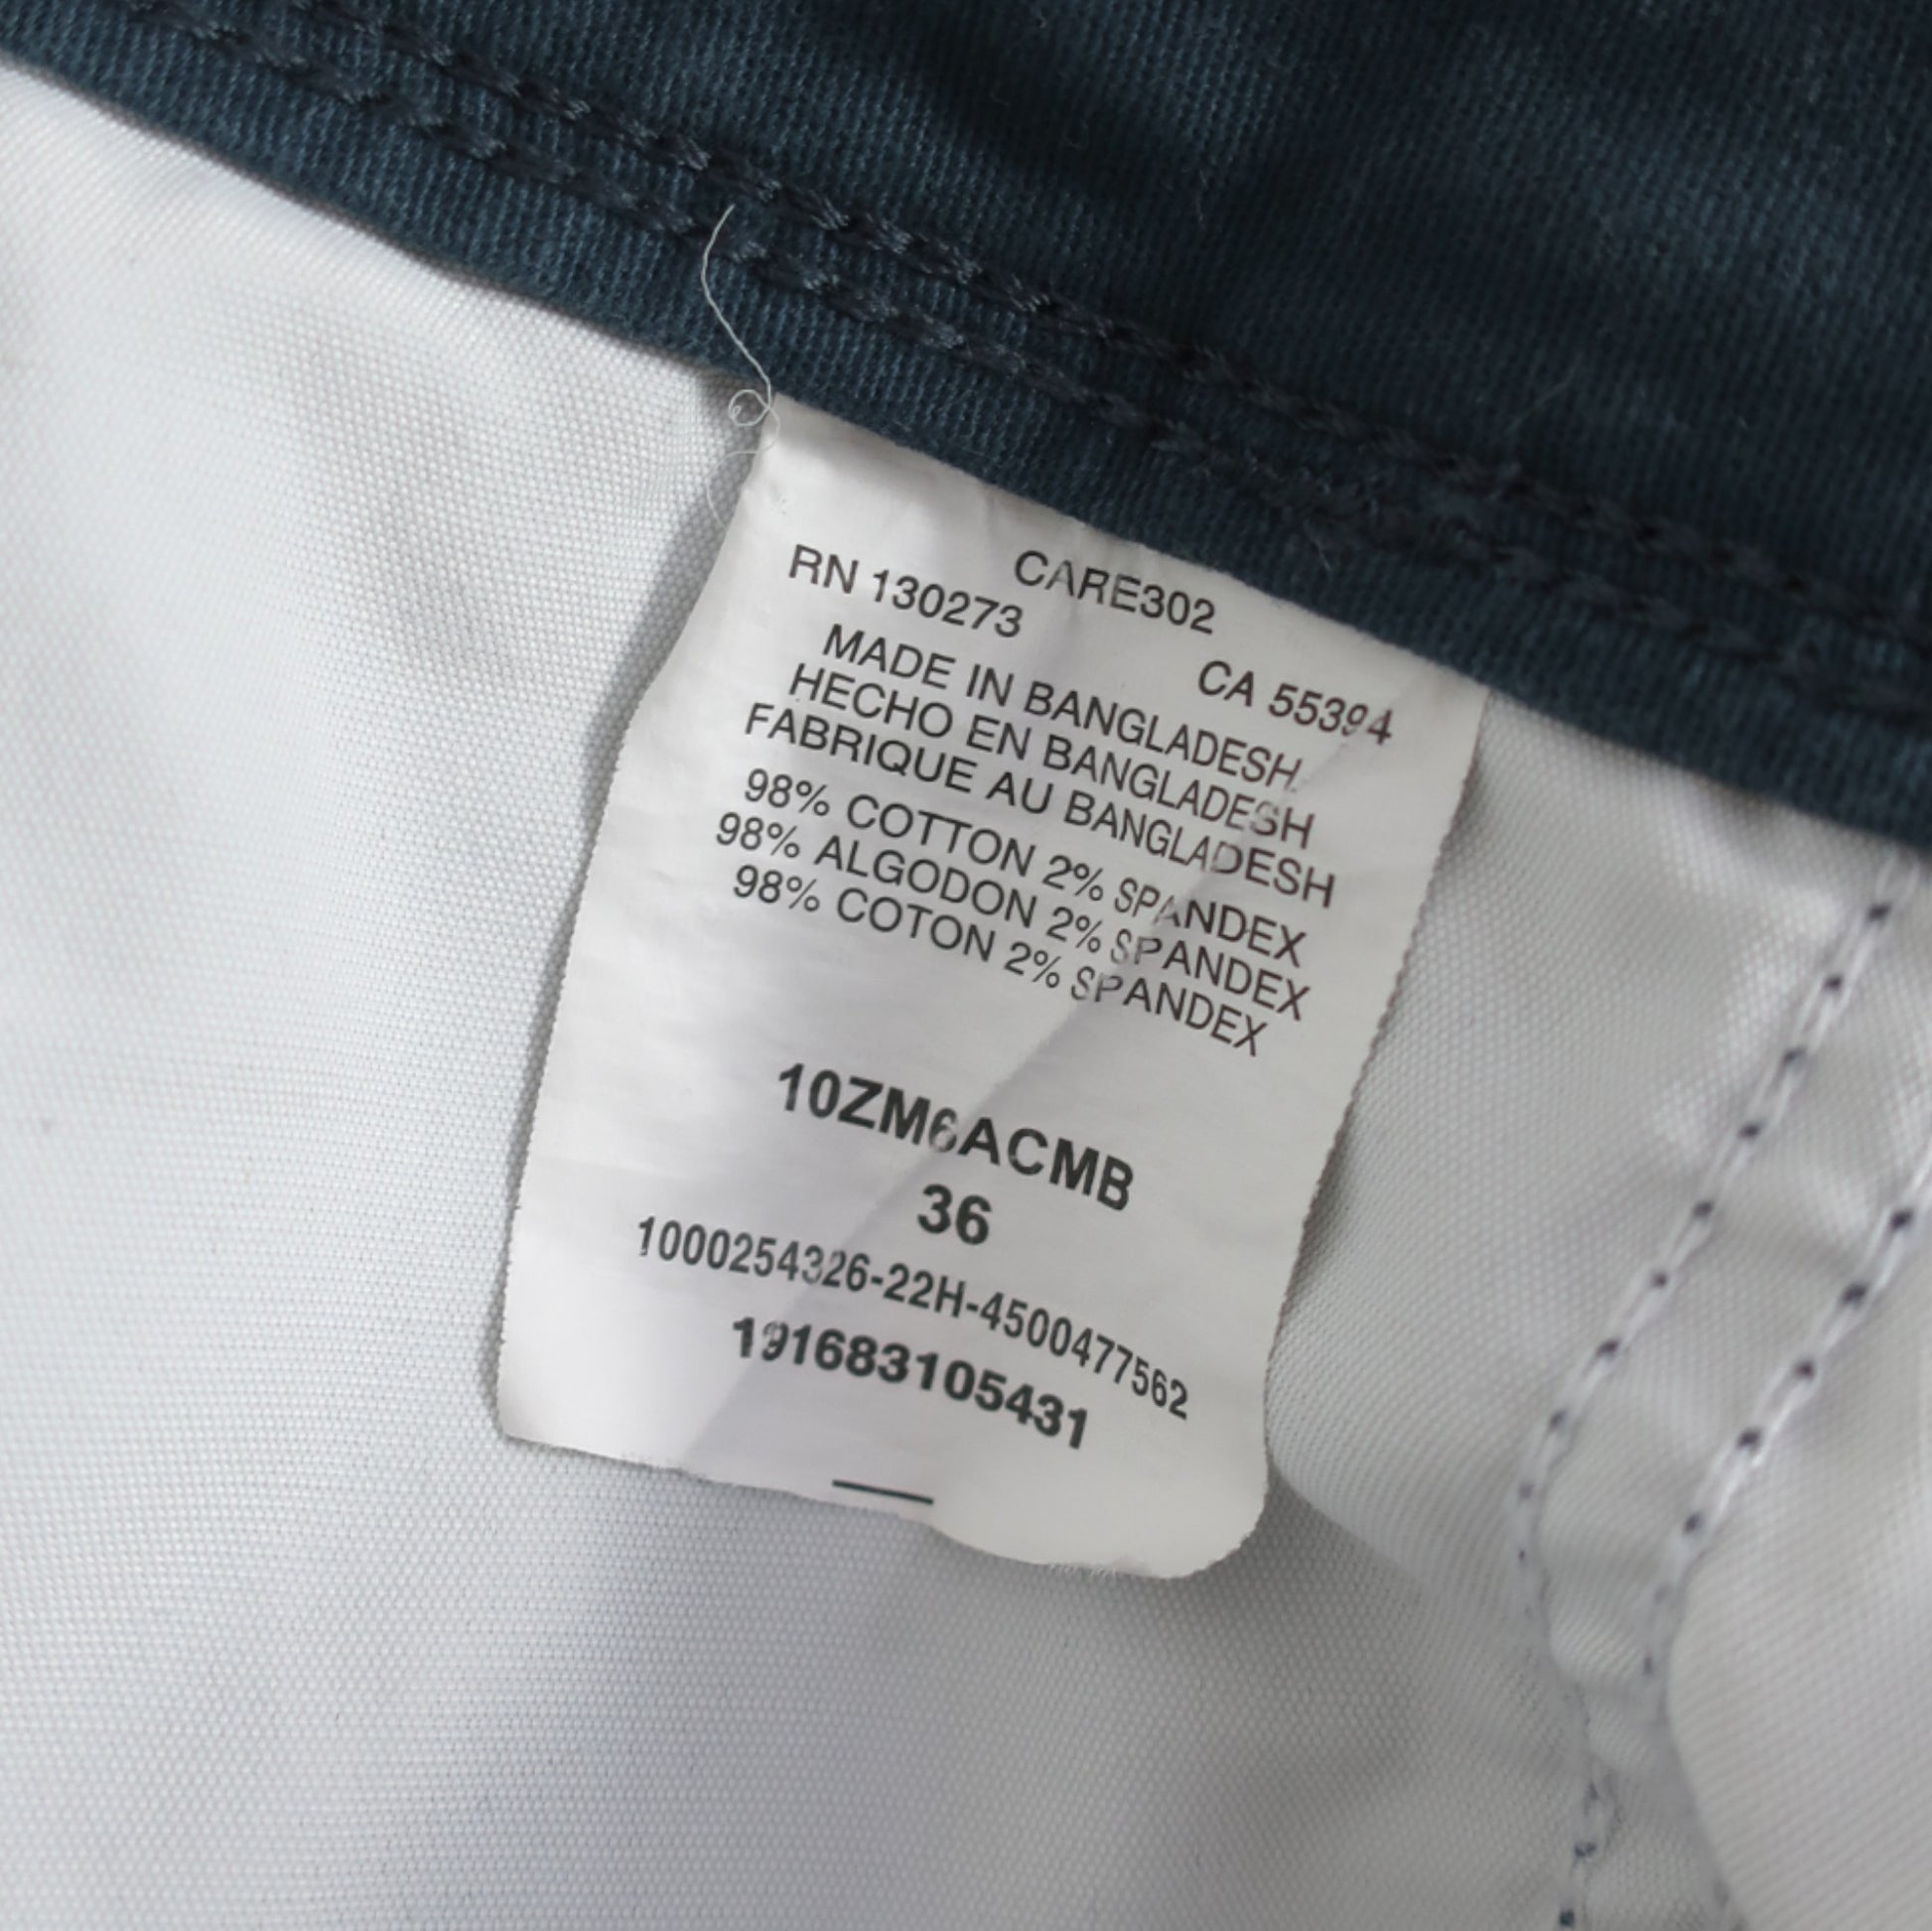 CARE302
RN 130273 CA 55394
MADE IN BANGLADESH
HECHO EN BANGLADESH
FABRIQUE AU BANGLADESH
98% COTTON 2% SPANDEX
98% ALGODON 2% SPANDEX
98% COTON 2% SPANDEX
10ZM6ACMB
36
1000254326-22H-4500477562
191683105431